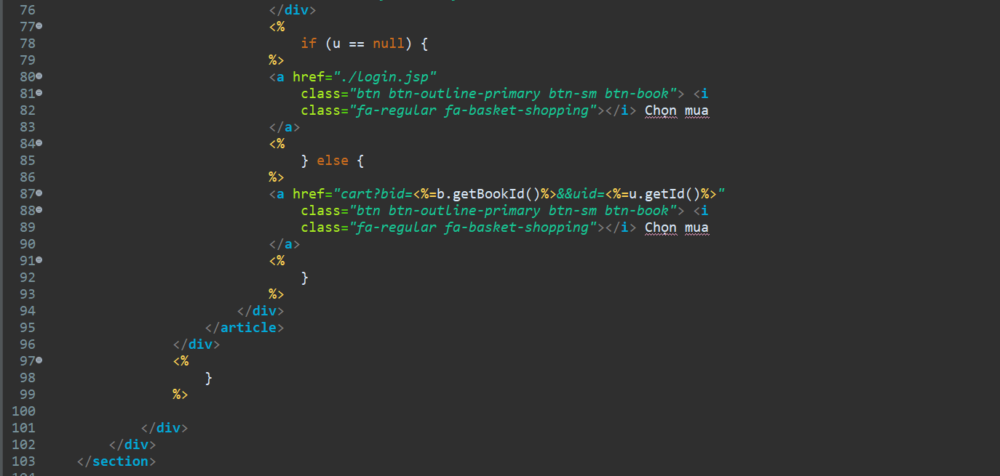 76 </div>
77 <%
78 if (u == null) {
79 %>
80 <a href="./login.jsp"
81 class="btn btn-outline-primary btn-sm btn-book"> <i
82 class="fa-regular fa-basket-shopping"></i> Chọn mua
83 </a>
84 <%
85 } else {
86 %>
87 <a href="cart?bid=<%=b.getBookId()%>&&uid=<%=u.getId()%>"
88 class="btn btn-outline-primary btn-sm btn-book"> <i
89 class="fa-regular fa-basket-shopping"></i> Chọn mua
90 </a>
91 <%
92 }
93 %>
94 </div>
95 </article>
96 </div>
97 <%
98 }
99 %>
100
101 </div>
102 </div>
103 </section>